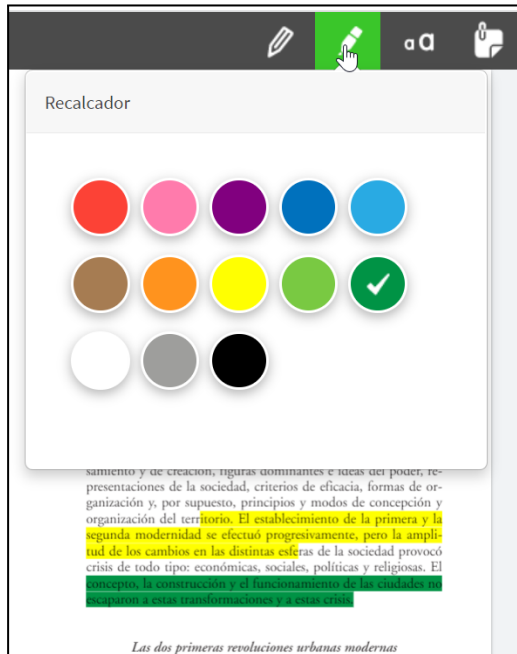 aa
Recalcador
samiento y de creación, figuras dominantes e ideas del poder, re-
presentaciones de la sociedad, criterios de eficacia, formas de or-
ganización y, por supuesto, principios y modos de concepción y
organización del territorio. El establecimiento de la primera y la
segunda modernidad se efectuó progresivamente, pero la ampli-
tud de los cambios en las distintas esferas de la sociedad provocó
crisis de todo tipo: económicas, sociales, políticas y religiosas. El
concepto, la construcción y el funcionamiento de las ciudades no
escaparon a estas transformaciones y a estas crisis.
Las dos primeras revoluciones urbanas modernas